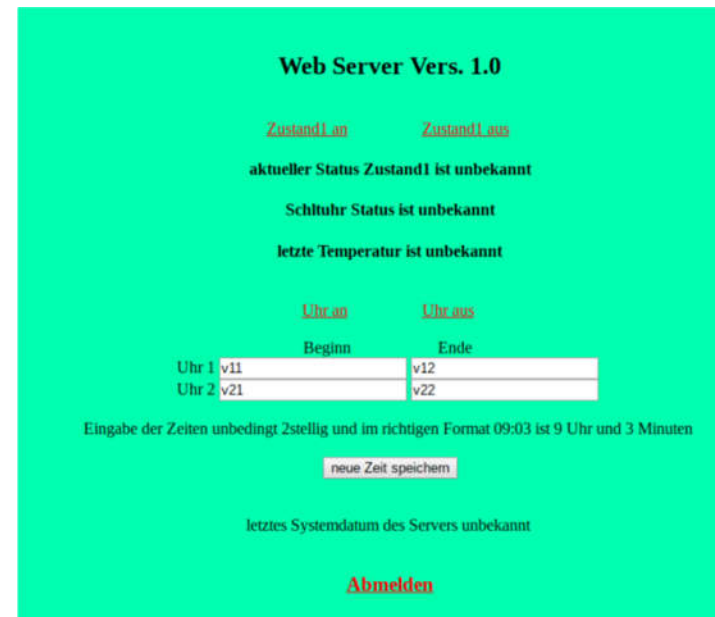 Web Server Vers. 1.0
Zustand1 an Zustand1 aus
aktueller Status Zustand1 ist unbekannt
Schltuhr Status ist unbekannt
letzte Temperatur ist unbekannt
Uhr an Uhr aus
Beginn Ende
Uhr 1 v11 v12
Uhr 2 v21 v22
Eingabe der Zeiten unbedingt 2stellig und im richtigen Format 09:03 ist 9 Uhr und 3 Minuten
neue Zeit speichern
letztes Systemdatum des Servers unbekannt
Abmelden